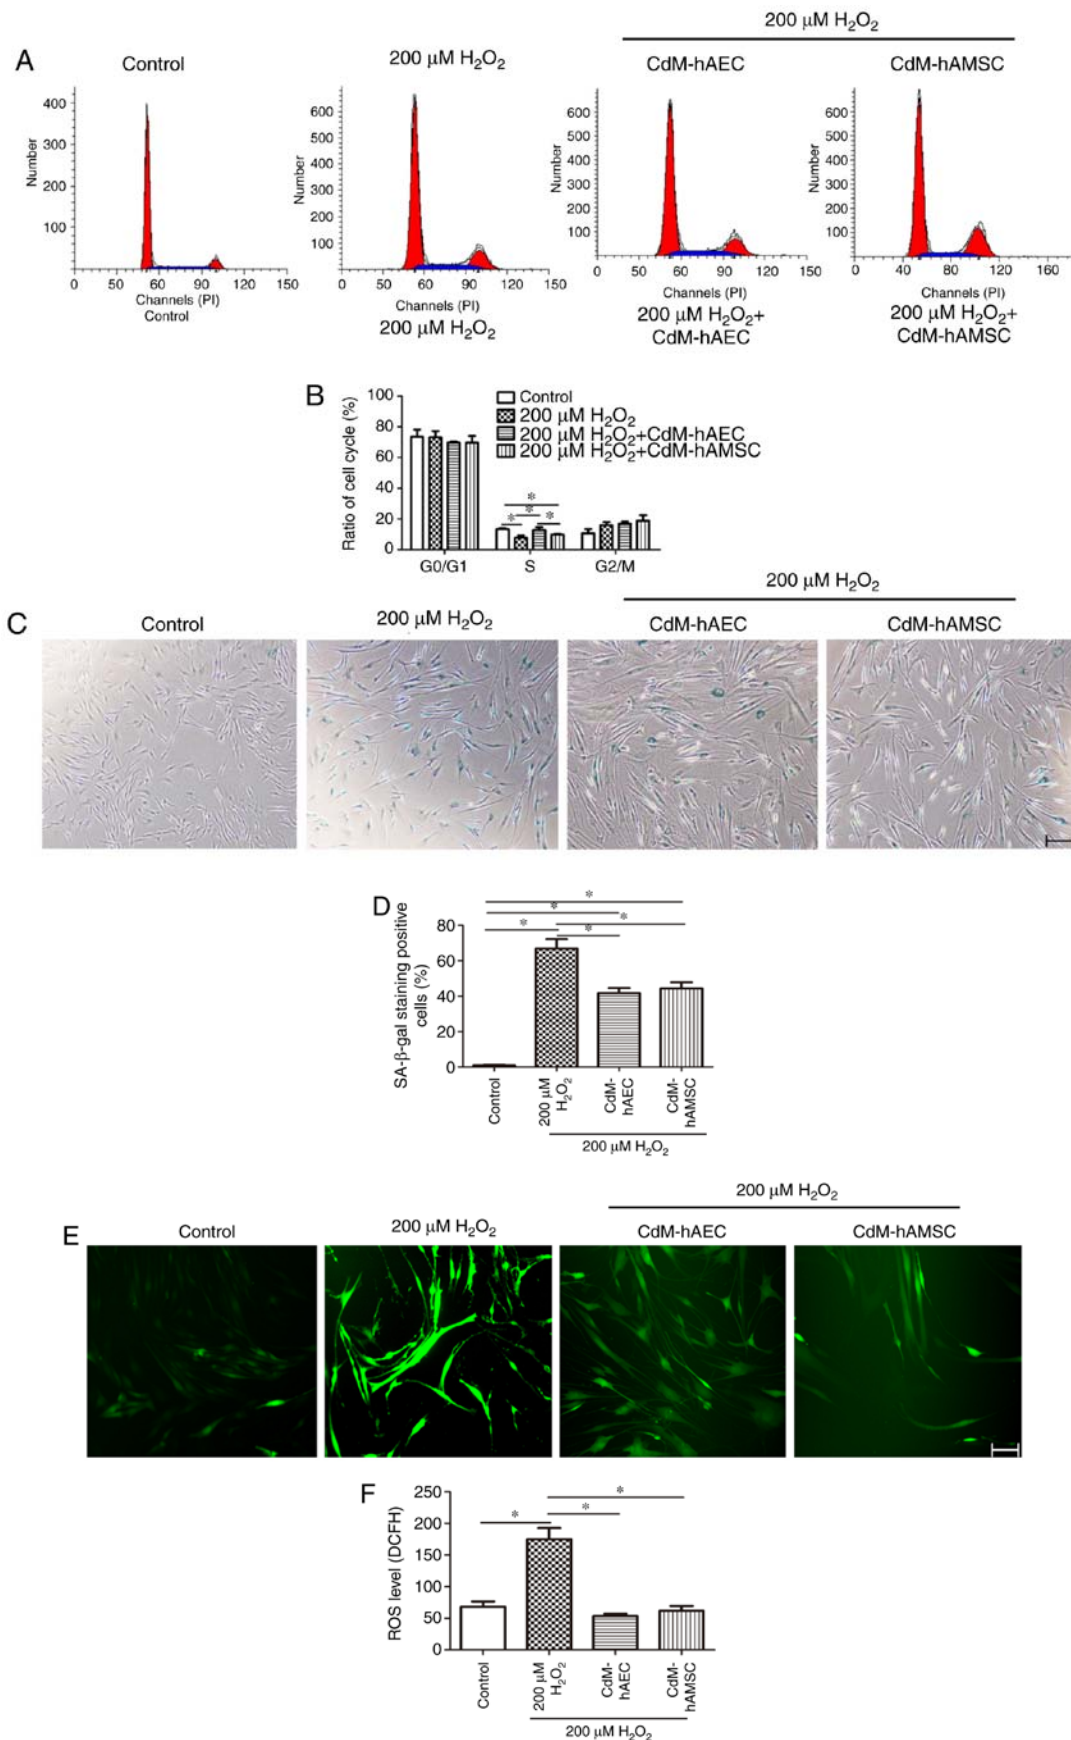 200 μM H₂O₂
A
Control
200 μM H₂O₂
CdM-hAEC
CdM-hAMSC
Number
400
300
200
100
0 30 60 90 120 150
Channels (PI)
Control
Number
600
500
400
300
200
100
0 30 60 90 120 150
Channels (PI)
200 μM H₂O₂
Number
600
500
400
300
200
100
0 30 60 90 120 150
Channels (PI)
200 μM H₂O₂+
CdM-hAEC
Number
600
500
400
300
200
100
0 40 80 120 160
Channels (PI)
200 μM H₂O₂+
CdM-hAMSC
B
Ratio of cell cycle (%)
100
80
60
40
20
0
Control
200 μM H₂O₂
200 μM H₂O₂+CdM-hAEC
200 μM H₂O₂+CdM-hAMSC
*
*
* *
G0/G1 S G2/M
200 μM H₂O₂
C
Control
200 μM H₂O₂
CdM-hAEC
CdM-hAMSC
D
SA-β-gal staining positive
cells (%)
80
60
40
20
0
*
*
* *
*
Control
200 μM
H₂O₂
CdM-
hAEC
CdM-
hAMSC
200 μM H₂O₂
200 μM H₂O₂
E
Control
200 μM H₂O₂
CdM-hAEC
CdM-hAMSC
F
ROS level (DCFH)
250
200
150
100
50
0
*
* *
Control
200 μM
H₂O₂
CdM-
hAEC
CdM-
hAMSC
200 μM H₂O₂